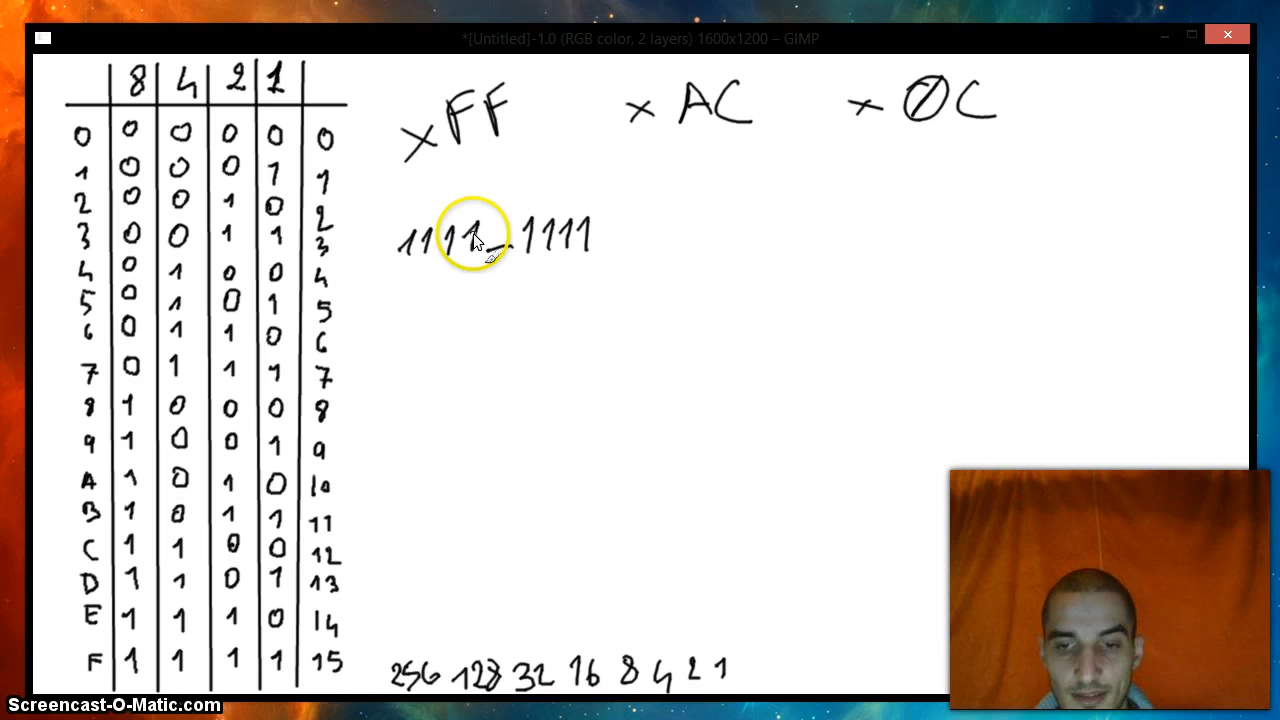 *[Untitled]-1.0 (RGB color, 2 layers) 1600x1200 – GIMP
8 4 2 1
0 0 0 0 0 0
1 0 0 0 1 1
2 0 0 1 0 2
3 0 0 1 1 3
4 0 1 0 0 4
5 0 1 0 1 5
6 0 1 1 0 6
7 0 1 1 1 7
8 1 0 0 0 8
9 1 0 0 1 9
A 1 0 1 0 10
B 1 0 1 1 11
C 1 1 0 0 12
D 1 1 0 1 13
E 1 1 1 0 14
F 1 1 1 1 15
xFF x AC x 0C
1111_1111
256 128 32 16 8 4 2 1
Screencast-O-Matic.com